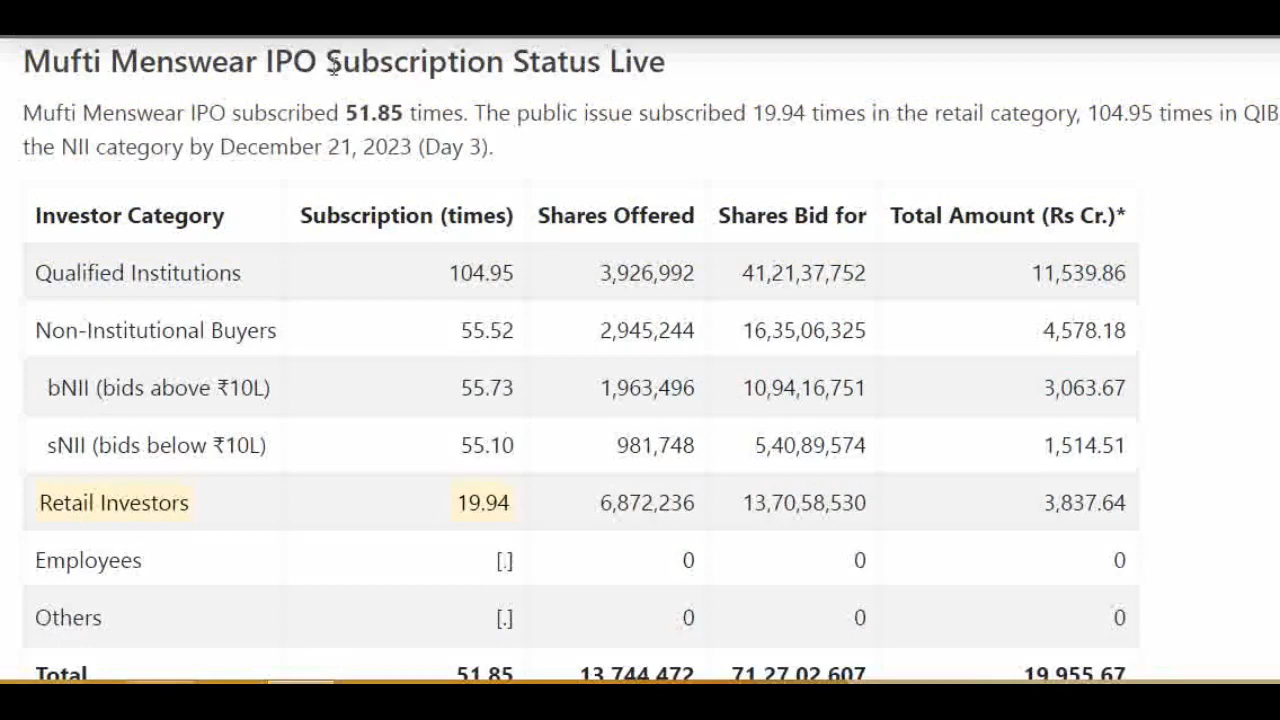 Mufti Menswear IPO Subscription Status Live
Mufti Menswear IPO subscribed 51.85 times. The public issue subscribed 19.94 times in the retail category, 104.95 times in QIB
the NII category by December 21, 2023 (Day 3).
Investor Category Subscription (times) Shares Offered Shares Bid for Total Amount (Rs Cr.)*
Qualified Institutions 104.95 3,926,992 41,21,37,752 11,539.86
Non-Institutional Buyers 55.52 2,945,244 16,35,06,325 4,578.18
bNII (bids above ₹10L) 55.73 1,963,496 10,94,16,751 3,063.67
sNII (bids below ₹10L) 55.10 981,748 5,40,89,574 1,514.51
Retail Investors 19.94 6,872,236 13,70,58,530 3,837.64
Employees [.] 0 0 0
Others [.] 0 0 0
Total 51.85 13,744,472 71,27,02,607 19,955.67